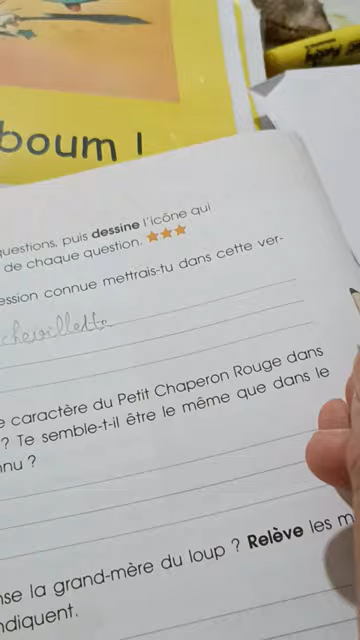 boum !
questions, puis dessine l'icône qui
de chaque question.
ession connue mettrais-tu dans cette ver-
chevillette
e caractère du Petit Chaperon Rouge dans
? Te semble-t-il être le même que dans le
nnu ?
nse la grand-mère du loup ? Relève les m
ndiquent.